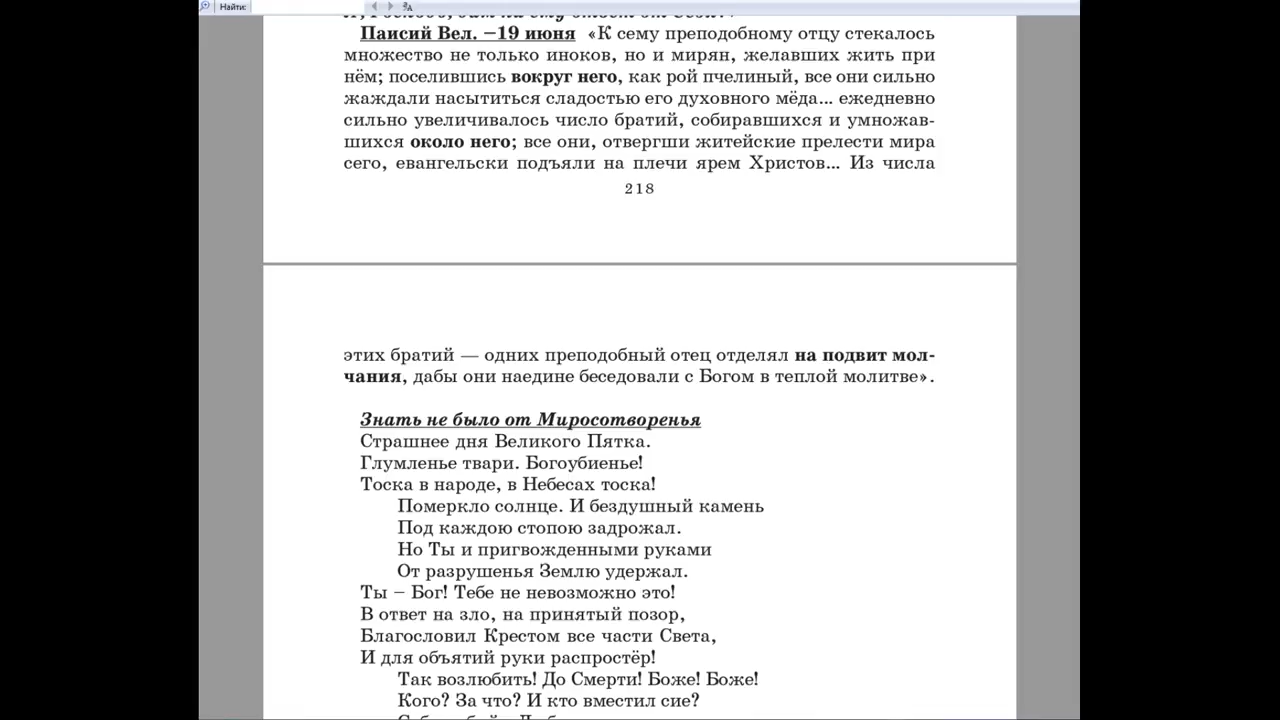 Найти:
Паисий Вел. –19 июня «К сему преподобному отцу стекалось
множество не только иноков, но и мирян, желавших жить при
нём; поселившись вокруг него, как рой пчелиный, все они сильно
жаждали насытиться сладостью его духовного мёда... ежедневно
сильно увеличивалось число братий, собиравшихся и умножав-
шихся около него; все они, отвергши житейские прелести мира
сего, евангельски подъяли на плечи ярем Христов... Из числа
218
этих братий — одних преподобный отец отделял на подвит мол-
чания, дабы они наедине беседовали с Богом в теплой молитве».
Знать не было от Миросотворенья
Страшнее дня Великого Пятка.
Глумленье твари. Богоубиенье!
Тоска в народе, в Небесах тоска!
Померкло солнце. И бездушный камень
Под каждою стопою задрожал.
Но Ты и пригвожденными руками
От разрушенья Землю удержал.
Ты – Бог! Тебе не невозможно это!
В ответ на зло, на принятый позор,
Благословил Крестом все части Света,
И для объятий руки распростёр!
Так возлюбить! До Смерти! Боже! Боже!
Кого? За что? И кто вместил сие?